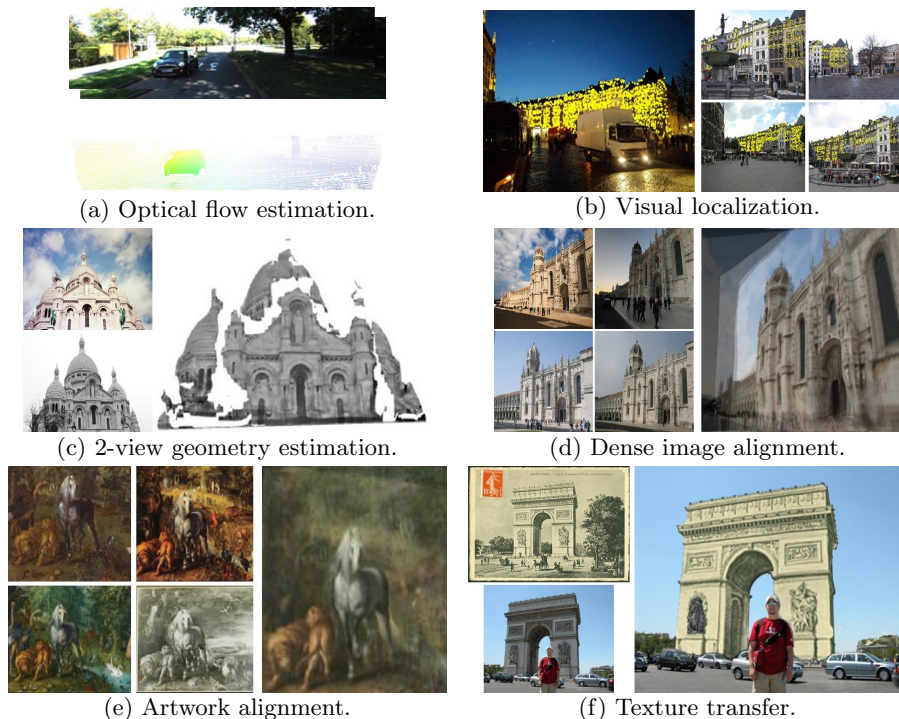 (a) Optical flow estimation.
(b) Visual localization.
(c) 2-view geometry estimation.
(d) Dense image alignment.
(e) Artwork alignment.
(f) Texture transfer.